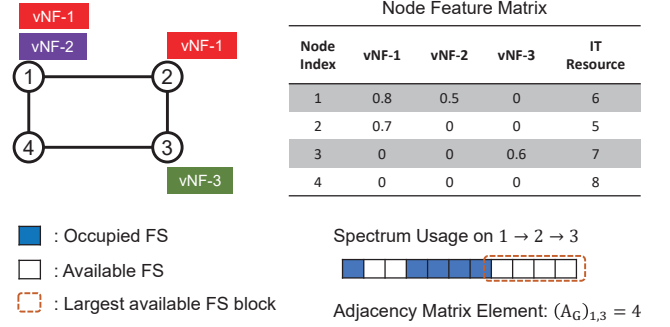 vNF-1
vNF-2
vNF-1
1
2
4
3
vNF-3
Node Feature Matrix
Node Index vNF-1 vNF-2 vNF-3 IT Resource
1 0.8 0.5 0 6
2 0.7 0 0 5
3 0 0 0.6 7
4 0 0 0 8
: Occupied FS
: Available FS
: Largest available FS block
Spectrum Usage on 1 → 2 → 3
Adjacency Matrix Element: (A_G)_{1,3} = 4